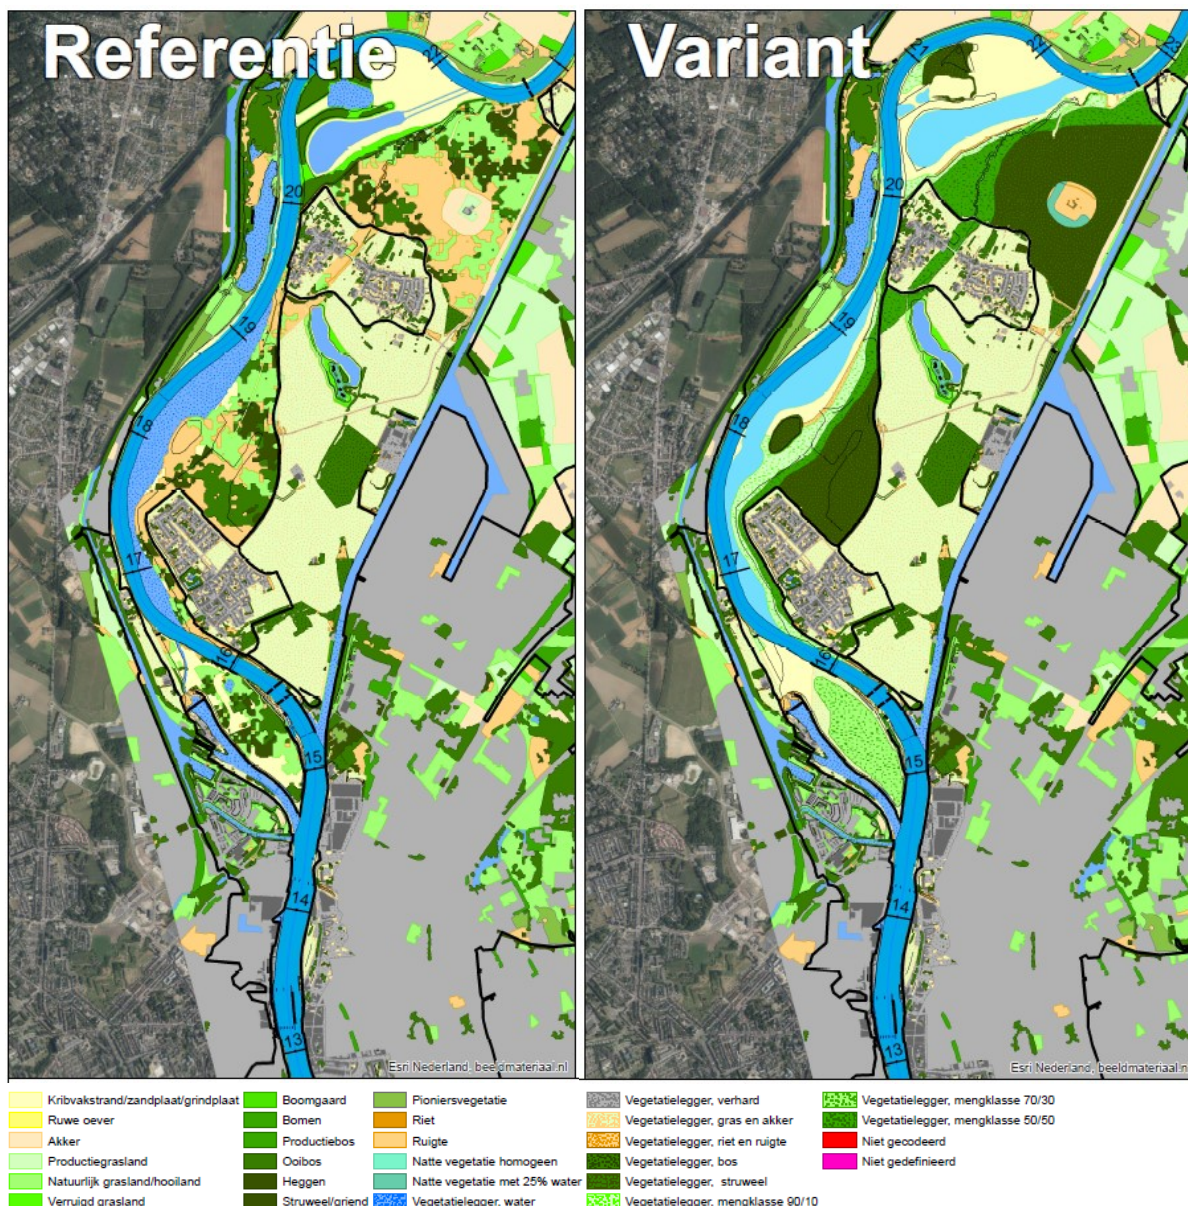 Referentie
22
20
19
18
17
16
15
14
13
Esri Nederland, beeldmateriaal.nl
Variant
21
22
23
20
19
18
17
16
15
14
13
Esri Nederland, beeldmateriaal.nl
Kribvakstrand/zandplaat/grindplaat
Ruwe oever
Akker
Productiegrasland
Natuurlijk grasland/hooiland
Verruigd grasland
Boomgaard
Bomen
Productiebos
Ooibos
Heggen
Struweel/griend
Pioniersvegetatie
Riet
Ruigte
Natte vegetatie homogeen
Natte vegetatie met 25% water
Vegetatielegger, water
Vegetatielegger, verhard
Vegetatielegger, gras en akker
Vegetatielegger, riet en ruigte
Vegetatielegger, bos
Vegetatielegger, struweel
Vegetatielegger, mengklasse 90/10
Vegetatielegger, mengklasse 70/30
Vegetatielegger, mengklasse 50/50
Niet gecodeerd
Niet gedefinieerd